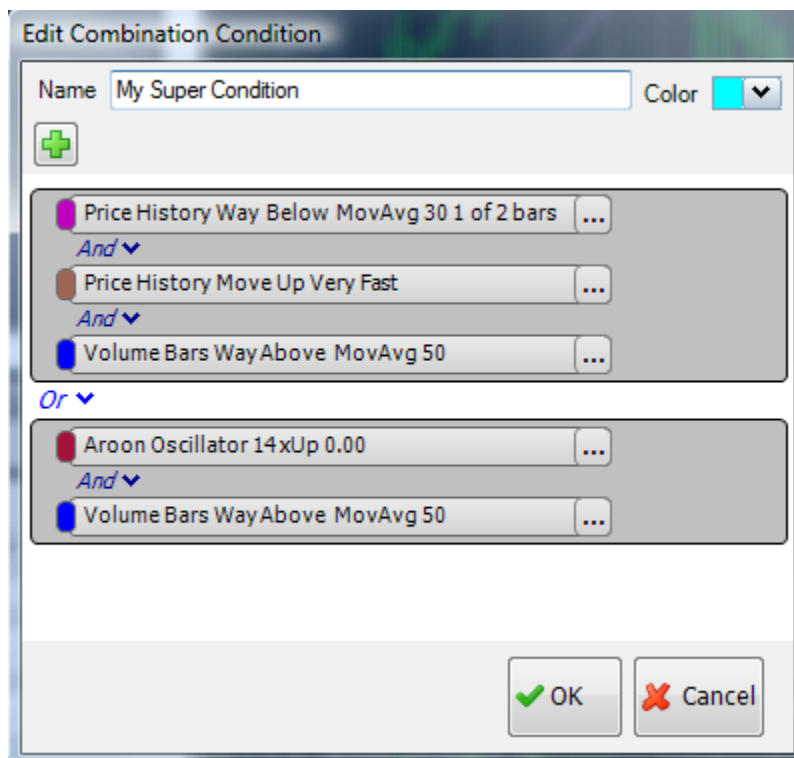 Edit Combination Condition
Name My Super Condition Color
Price History Way Below MovAvg 30 1 of 2 bars ...
And
Price History Move Up Very Fast ...
And
Volume Bars Way Above MovAvg 50 ...
Or
Aroon Oscillator 14 xUp 0.00 ...
And
Volume Bars Way Above MovAvg 50 ...
OK Cancel